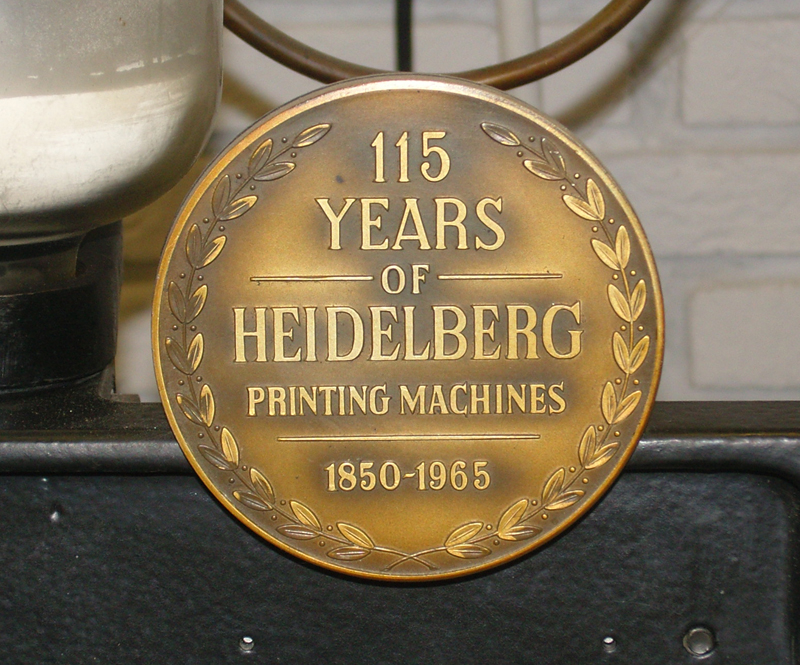 115
YEARS
OF
HEIDELBERG
PRINTING MACHINES
1850-1965